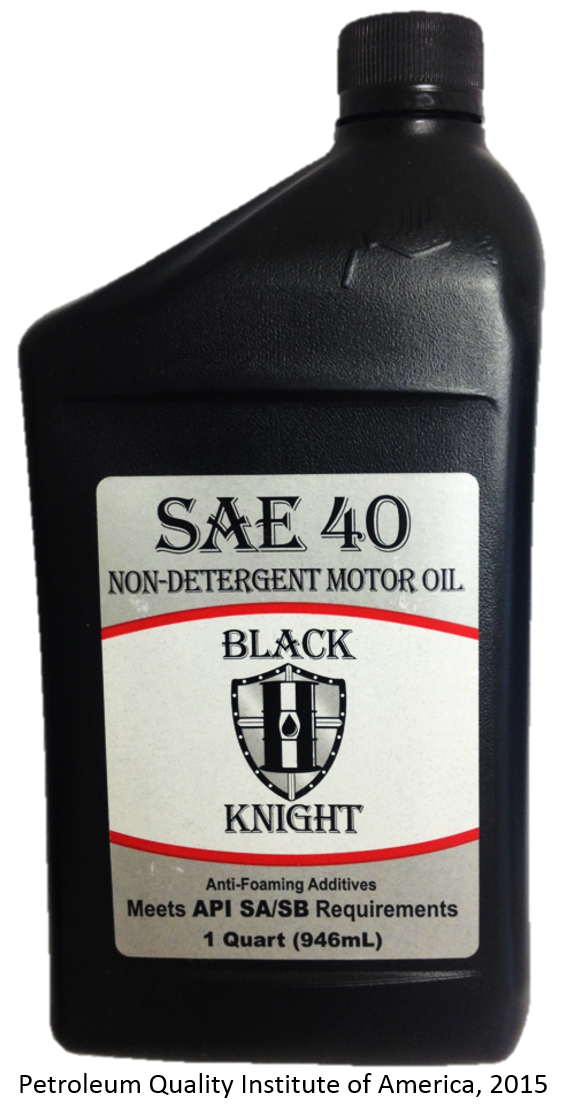 SAE 40
NON-DETERGENT MOTOR OIL
BLACK
KNIGHT
Anti-Foaming Additives
Meets API SA/SB Requirements
1 Quart (946mL)
Petroleum Quality Institute of America, 2015